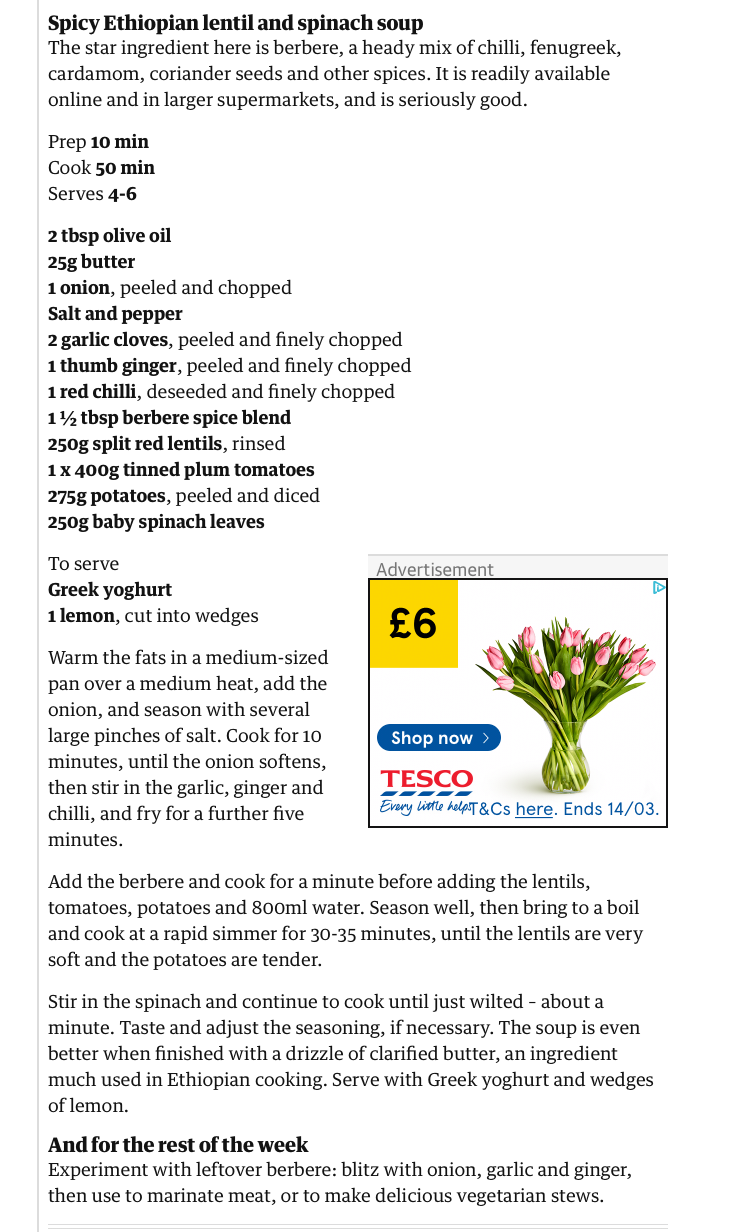 Spicy Ethiopian lentil and spinach soup
The star ingredient here is berbere, a heady mix of chilli, fenugreek,
cardamom, coriander seeds and other spices. It is readily available
online and in larger supermarkets, and is seriously good.
Prep 10 min
Cook 50 min
Serves 4-6
2 tbsp olive oil
25g butter
1 onion, peeled and chopped
Salt and pepper
2 garlic cloves, peeled and finely chopped
1 thumb ginger, peeled and finely chopped
1 red chilli, deseeded and finely chopped
1 ½ tbsp berbere spice blend
250g split red lentils, rinsed
1 x 400g tinned plum tomatoes
275g potatoes, peeled and diced
250g baby spinach leaves
To serve
Greek yoghurt
1 lemon, cut into wedges
Warm the fats in a medium-sized
pan over a medium heat, add the
onion, and season with several
large pinches of salt. Cook for 10
minutes, until the onion softens,
then stir in the garlic, ginger and
chilli, and fry for a further five
minutes.
Advertisement
£6
Shop now
TESCO
Every little helps
T&Cs here. Ends 14/03.
Add the berbere and cook for a minute before adding the lentils,
tomatoes, potatoes and 800ml water. Season well, then bring to a boil
and cook at a rapid simmer for 30-35 minutes, until the lentils are very
soft and the potatoes are tender.
Stir in the spinach and continue to cook until just wilted – about a
minute. Taste and adjust the seasoning, if necessary. The soup is even
better when finished with a drizzle of clarified butter, an ingredient
much used in Ethiopian cooking. Serve with Greek yoghurt and wedges
of lemon.
And for the rest of the week
Experiment with leftover berbere: blitz with onion, garlic and ginger,
then use to marinate meat, or to make delicious vegetarian stews.